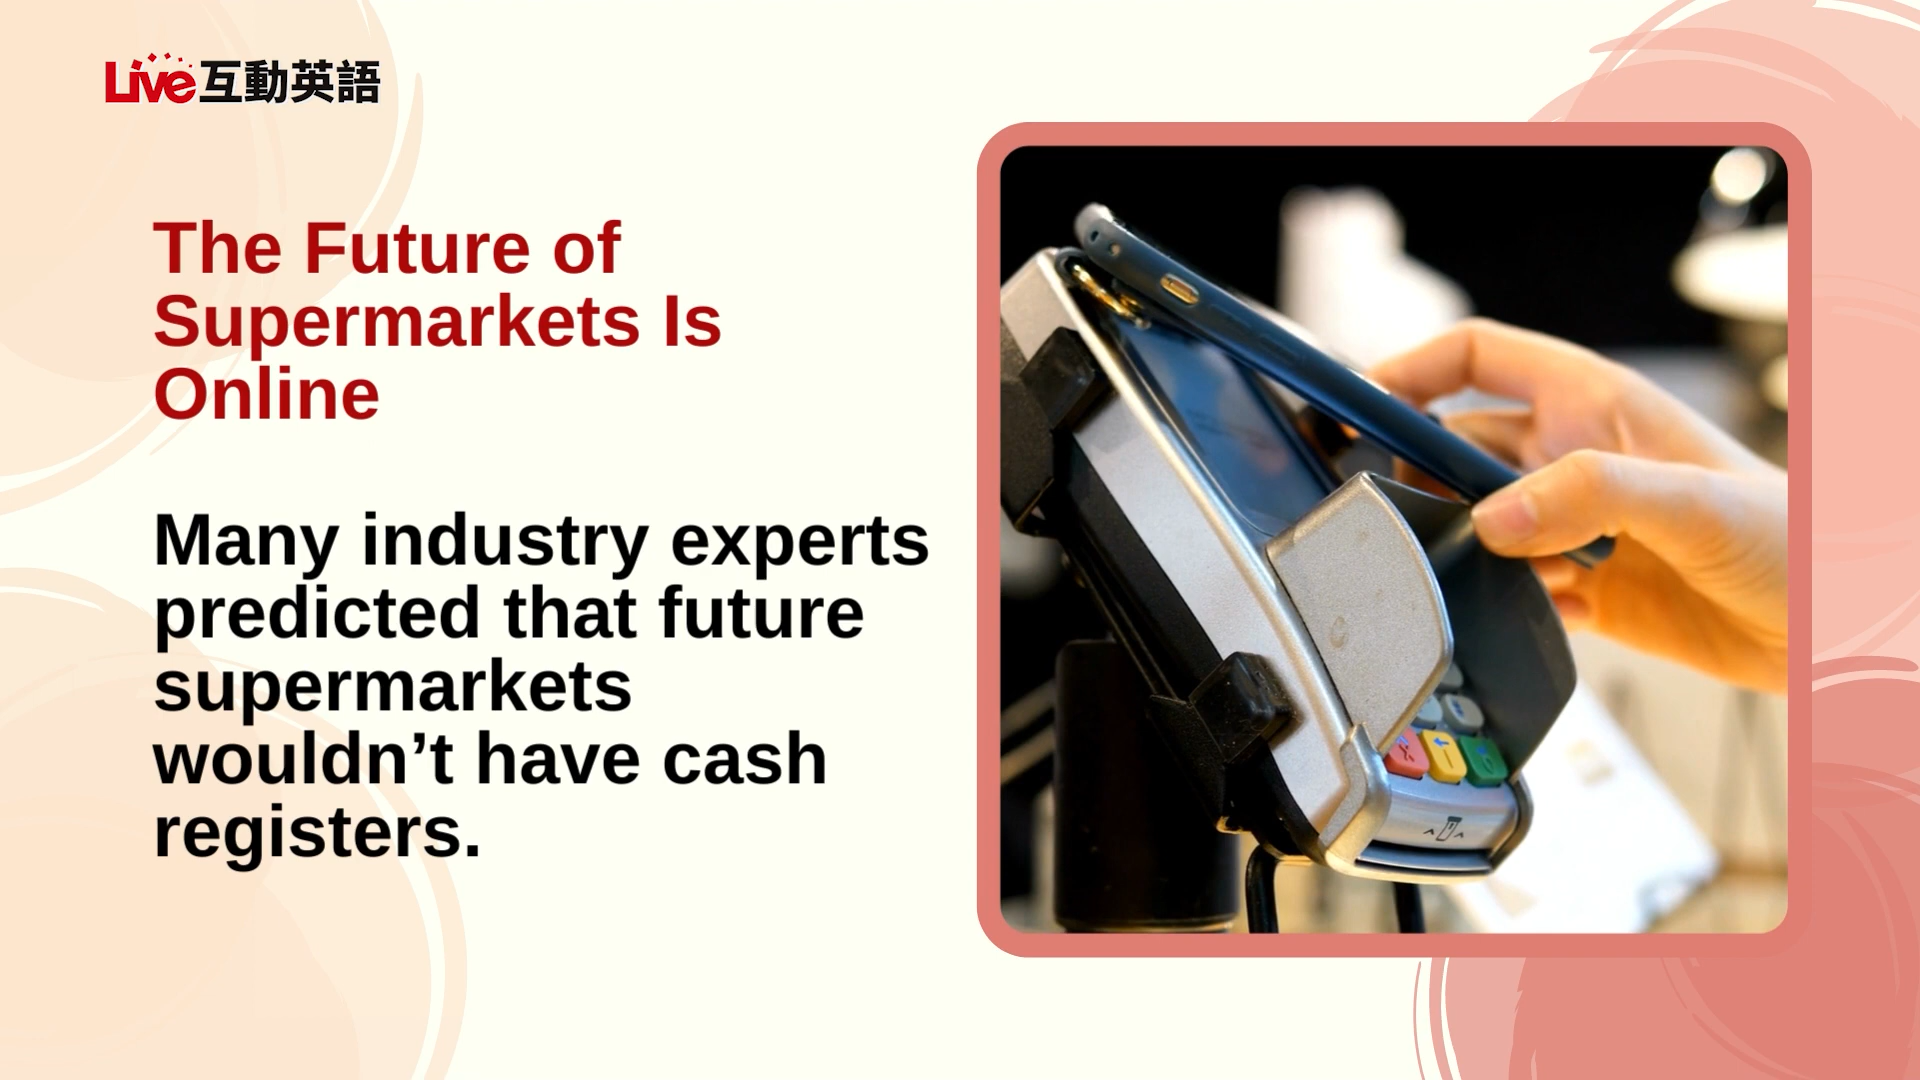 Live互動英語
The Future of
Supermarkets Is
Online
Many industry experts
predicted that future
supermarkets
wouldn’t have cash
registers.